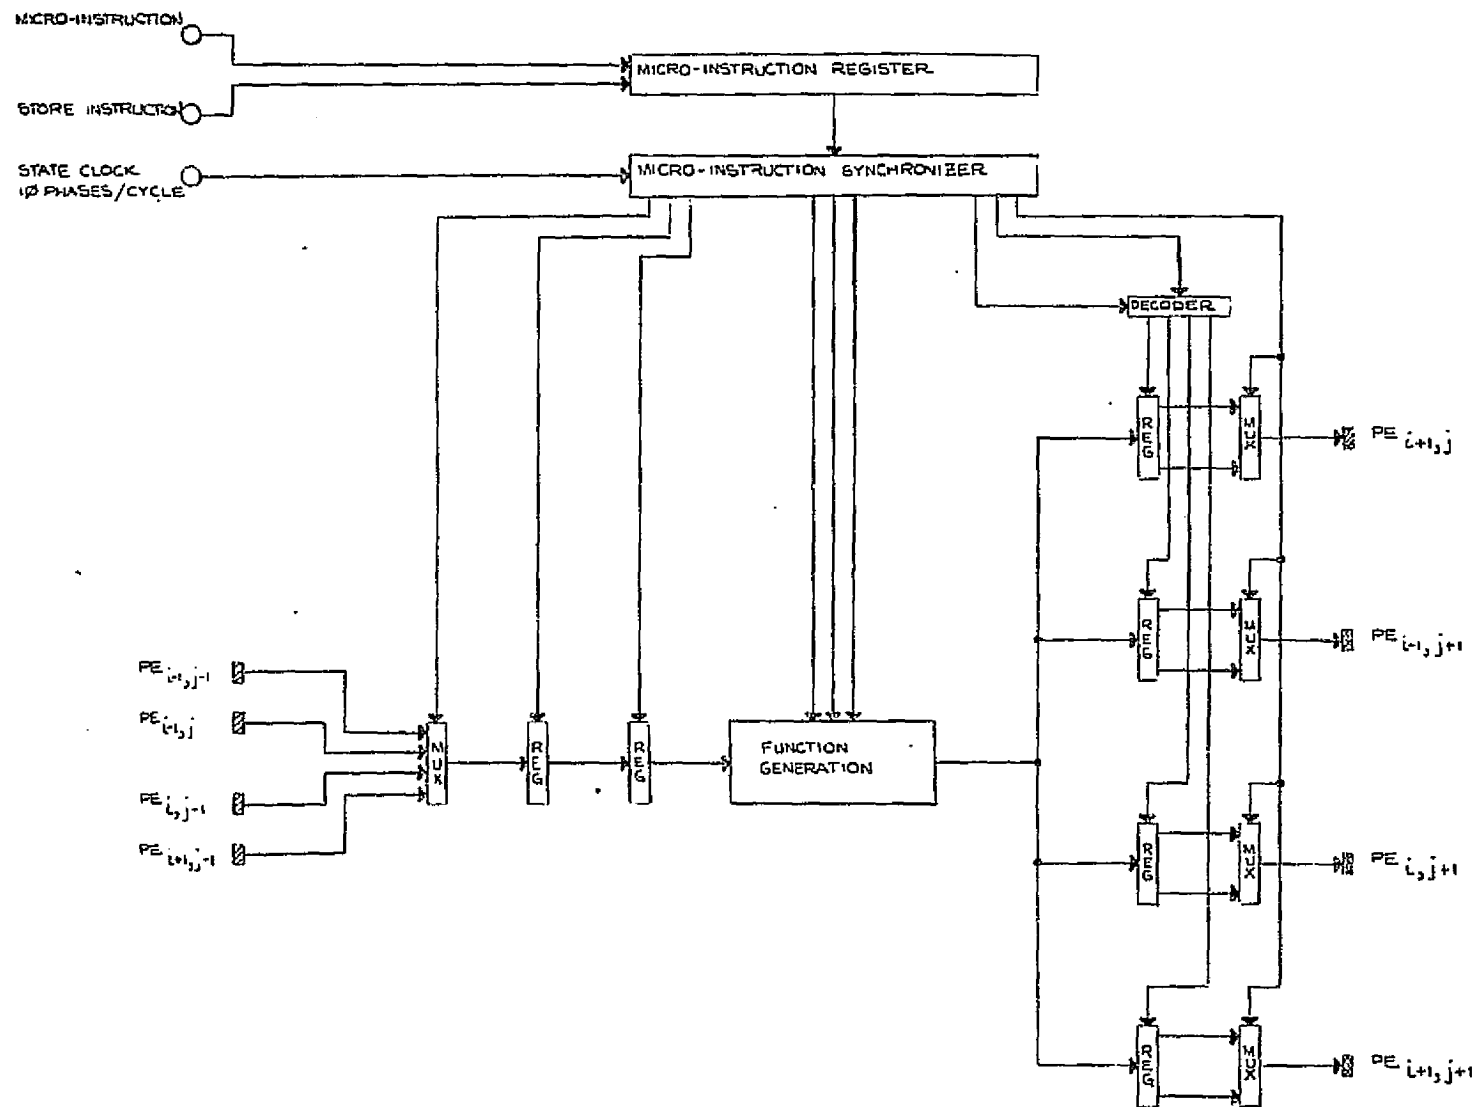 MICRO-INSTRUCTION
MICRO-INSTRUCTION REGISTER
STORE INSTRUCTION
STATE CLOCK
1Ø PHASES/CYCLE
MICRO-INSTRUCTION SYNCHRONIZER
DECODER
REG
MUX
PE i+1,j
REG
MUX
PE i-1,j+1
PE i-1,j-1
PE i-1,j
PE i,j-1
PE i+1,j-1
MUX
REG
REG
FUNCTION
GENERATION
REG
MUX
PE i,j+1
REG
MUX
PE i+1,j+1